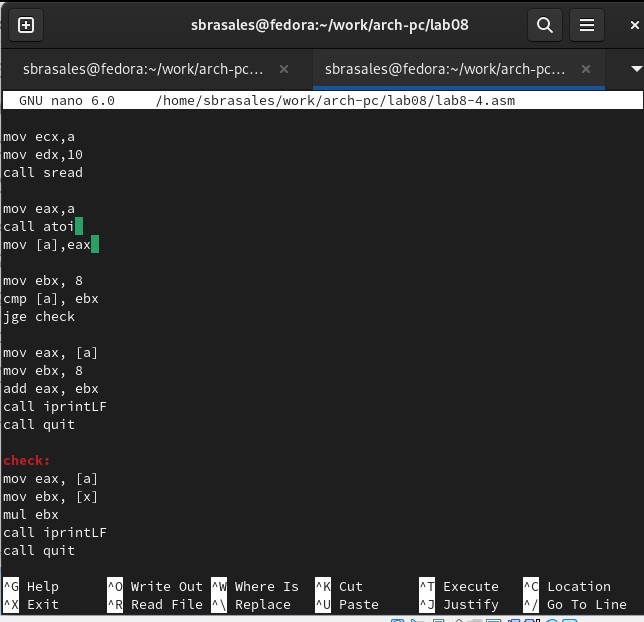 sbrasales@fedora:~/work/arch-pc/lab08
sbrasales@fedora:~/work/arch-pc... × sbrasales@fedora:~/work/arch-pc... ×
GNU nano 6.0 /home/sbrasales/work/arch-pc/lab08/lab8-4.asm
mov ecx,a
mov edx,10
call sread
mov eax,a
call atoi
mov [a],eax
mov ebx, 8
cmp [a], ebx
jge check
mov eax, [a]
mov ebx, 8
add eax, ebx
call iprintLF
call quit
check:
mov eax, [a]
mov ebx, [x]
mul ebx
call iprintLF
call quit
^G Help ^O Write Out ^W Where Is ^K Cut ^T Execute ^C Location
^X Exit ^R Read File ^\ Replace ^U Paste ^J Justify ^/ Go To Line